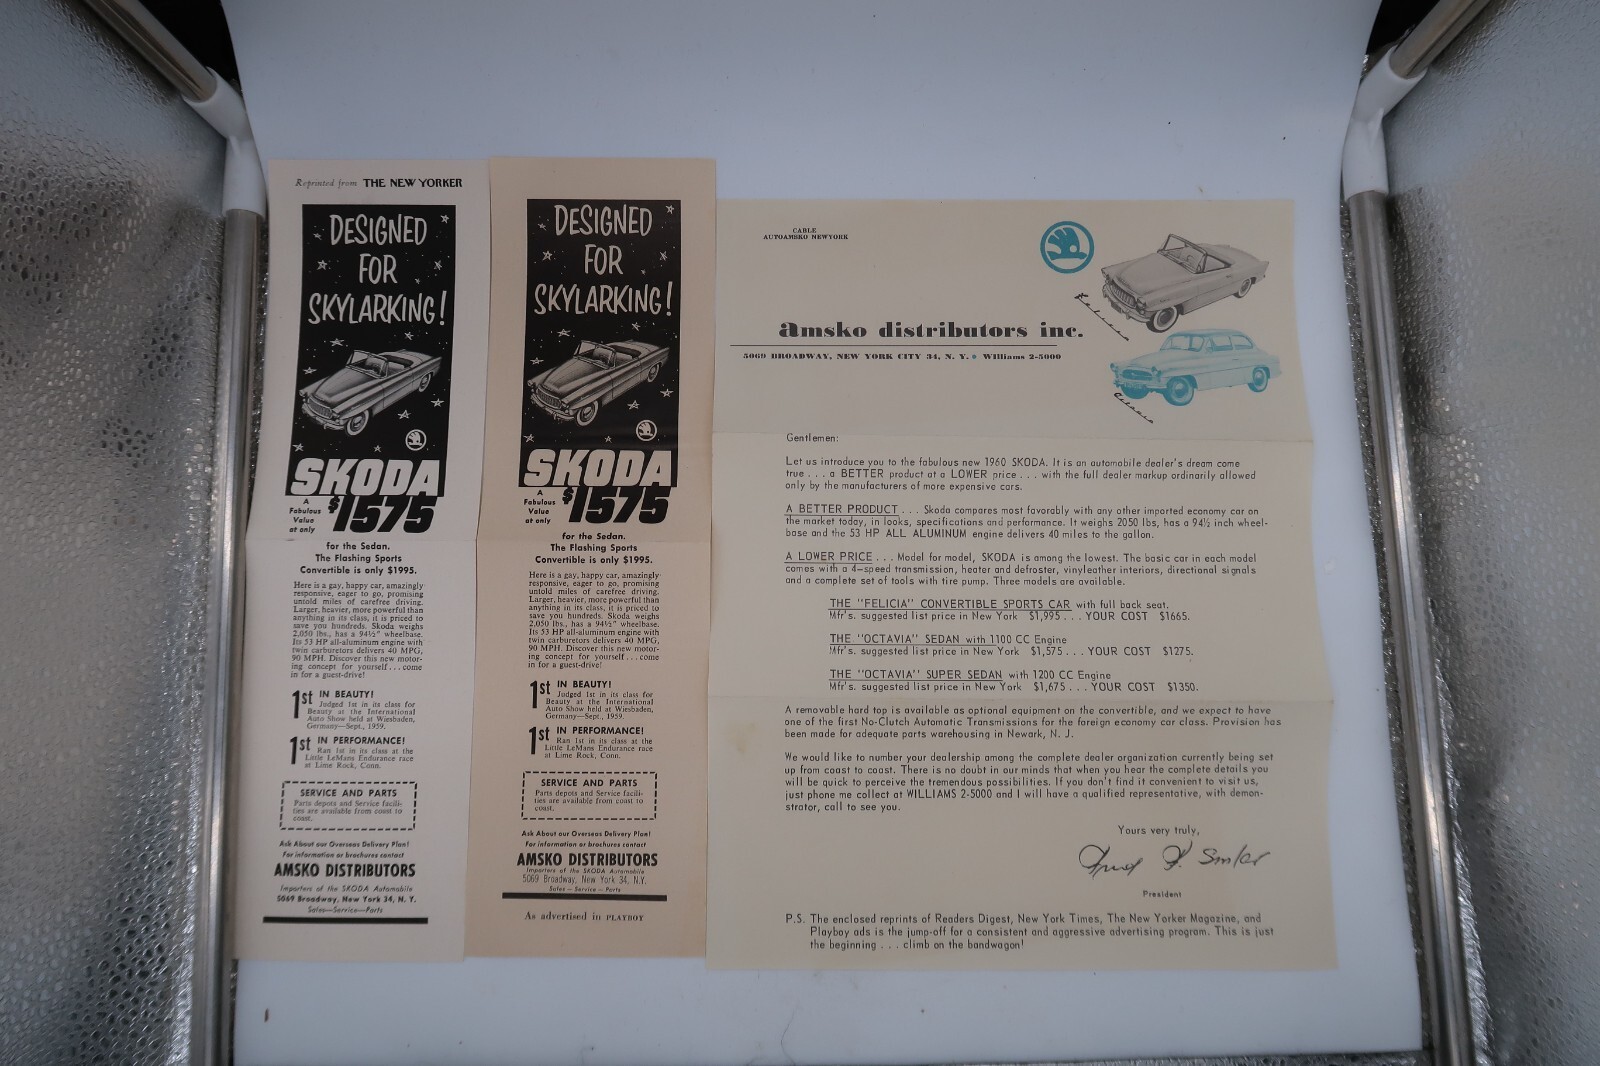 Reprinted from THE NEW YORKER
DESIGNED
FOR
SKYLARKING!
SKODA
A
Fabulous
Value
at only
$1575
for the Sedan.
The Flashing Sports
Convertible is only $1995.
Here is a gay, happy car, amazingly
responsive, eager to go, promising
untold miles of carefree driving.
Larger, heavier, more powerful than
anything in its class, it is priced to
save you hundreds. Skoda weighs
2,050 lbs., has a 94½" wheelbase.
Its 53 HP all-aluminum engine with
twin carburetors delivers 40 MPG,
90 MPH. Discover this new motor-
ing concept for yourself...come
in for a guest-drive!
1st IN BEAUTY!
Judged 1st in its class for
Beauty at the International
Auto Show held at Wiesbaden,
Germany—Sept., 1959.
1st IN PERFORMANCE!
Ran 1st in its class at the
Little LeMans Endurance race
at Lime Rock, Conn.
SERVICE AND PARTS
Parts depots and Service facili-
ties are available from coast to
coast.
Ask About our Overseas Delivery Plan!
For information or brochures contact
AMSKO DISTRIBUTORS
Importers of the SKODA Automobile
5069 Broadway, New York 34, N. Y.
Sales—Service—Parts
DESIGNED
FOR
SKYLARKING!
SKODA
A
Fabulous
Value
at only
$1575
for the Sedan.
The Flashing Sports
Convertible is only $1995.
Here is a gay, happy car, amazingly
responsive, eager to go, promising
untold miles of carefree driving.
Larger, heavier, more powerful than
anything in its class, it is priced to
save you hundreds. Skoda weighs
2,050 lbs., has a 94½" wheelbase.
Its 53 HP all-aluminum engine with
twin carburetors delivers 40 MPG,
90 MPH. Discover this new motor-
ing concept for yourself...come
in for a guest-drive!
1st IN BEAUTY!
Judged 1st in its class for
Beauty at the International
Auto Show held at Wiesbaden,
Germany—Sept., 1959.
1st IN PERFORMANCE!
Ran 1st in its class at the
Little LeMans Endurance race
at Lime Rock, Conn.
SERVICE AND PARTS
Parts depots and Service facili-
ties are available from coast to
coast.
Ask About our Overseas Delivery Plan!
For information or brochures contact
AMSKO DISTRIBUTORS
Importers of the SKODA Automobile
5069 Broadway, New York 34, N.Y.
Sales — Service — Parts
As advertised in PLAYBOY
CABLE
AUTOAMSKO NEWYORK
Felicia
amsko distributors inc.
5069 BROADWAY, NEW YORK CITY 34, N. Y. • WIlliams 2-5000
Octavia
Gentlemen:
Let us introduce you to the fabulous new 1960 SKODA. It is an automobile dealer's dream come
true . . . a BETTER product at a LOWER price . . . with the full dealer markup ordinarily allowed
only by the manufacturers of more expensive cars.
A BETTER PRODUCT . . . Skoda compares most favorably with any other imported economy car on
the market today, in looks, specifications and performance. It weighs 2050 lbs, has a 94½ inch wheel-
base and the 53 HP ALL ALUMINUM engine delivers 40 miles to the gallon.
A LOWER PRICE . . . Model for model, SKODA is among the lowest. The basic car in each model
comes with a 4-speed transmission, heater and defroster, vinyleather interiors, directional signals
and a complete set of tools with tire pump. Three models are available.
THE "FELICIA" CONVERTIBLE SPORTS CAR with full back seat.
Mfr's. suggested list price in New York $1,995 . . . YOUR COST $1665.
THE "OCTAVIA" SEDAN with 1100 CC Engine
Mfr's. suggested list price in New York $1,575 . . . YOUR COST $1275.
THE "OCTAVIA" SUPER SEDAN with 1200 CC Engine
Mfr's. suggested list price in New York $1,675 . . . YOUR COST $1350.
A removable hard top is available as optional equipment on the convertible, and we expect to have
one of the first No-Clutch Automatic Transmissions for the foreign economy car class. Provision has
been made for adequate parts warehousing in Newark, N. J.
We would like to number your dealership among the complete dealer organization currently being set
up from coast to coast. There is no doubt in our minds that when you hear the complete details you
will be quick to perceive the tremendous possibilities. If you don't find it convenient to visit us,
just phone me collect at WILLIAMS 2-5000 and I will have a qualified representative, with demon-
strator, call to see you.
Yours very truly,
President
P.S. The enclosed reprints of Readers Digest, New York Times, The New Yorker Magazine, and
Playboy ads is the jump-off for a consistent and aggressive advertising program. This is just
the beginning . . . climb on the bandwagon!